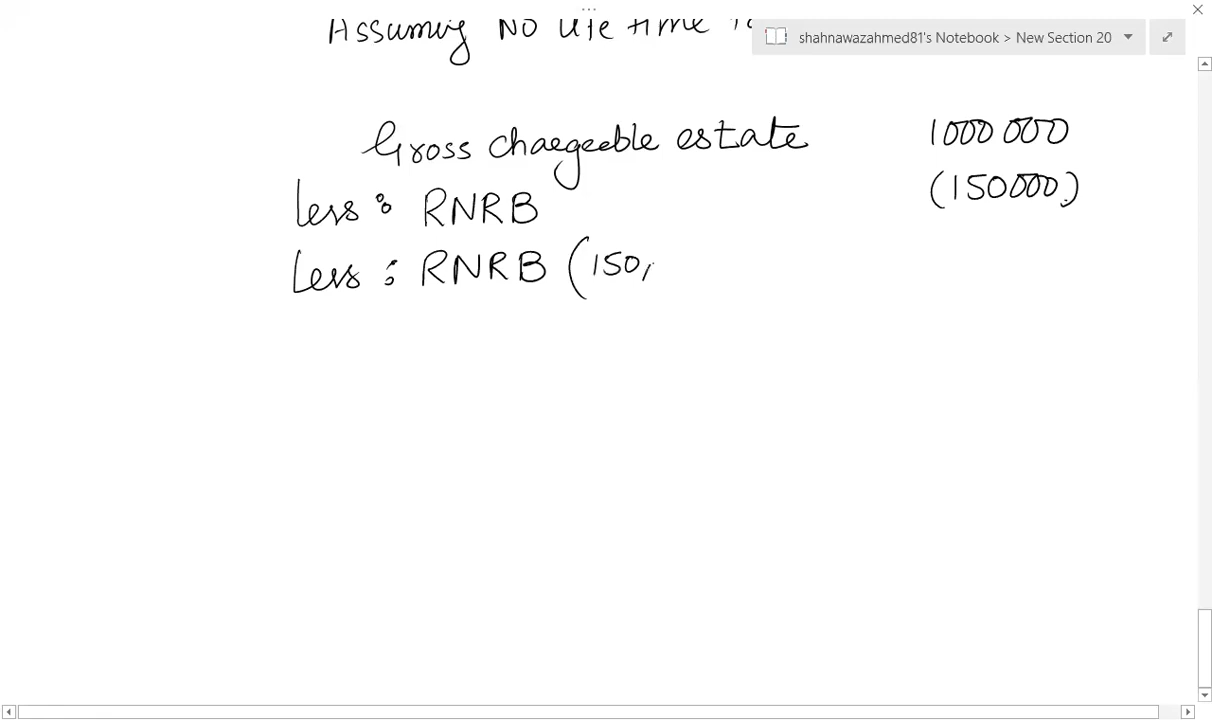 Assuming No life time
shahnawazahmed81's Notebook > New Section 20
Gross chargeable estate 1000 000
less: RNRB (150000)
less: RNRB (150,